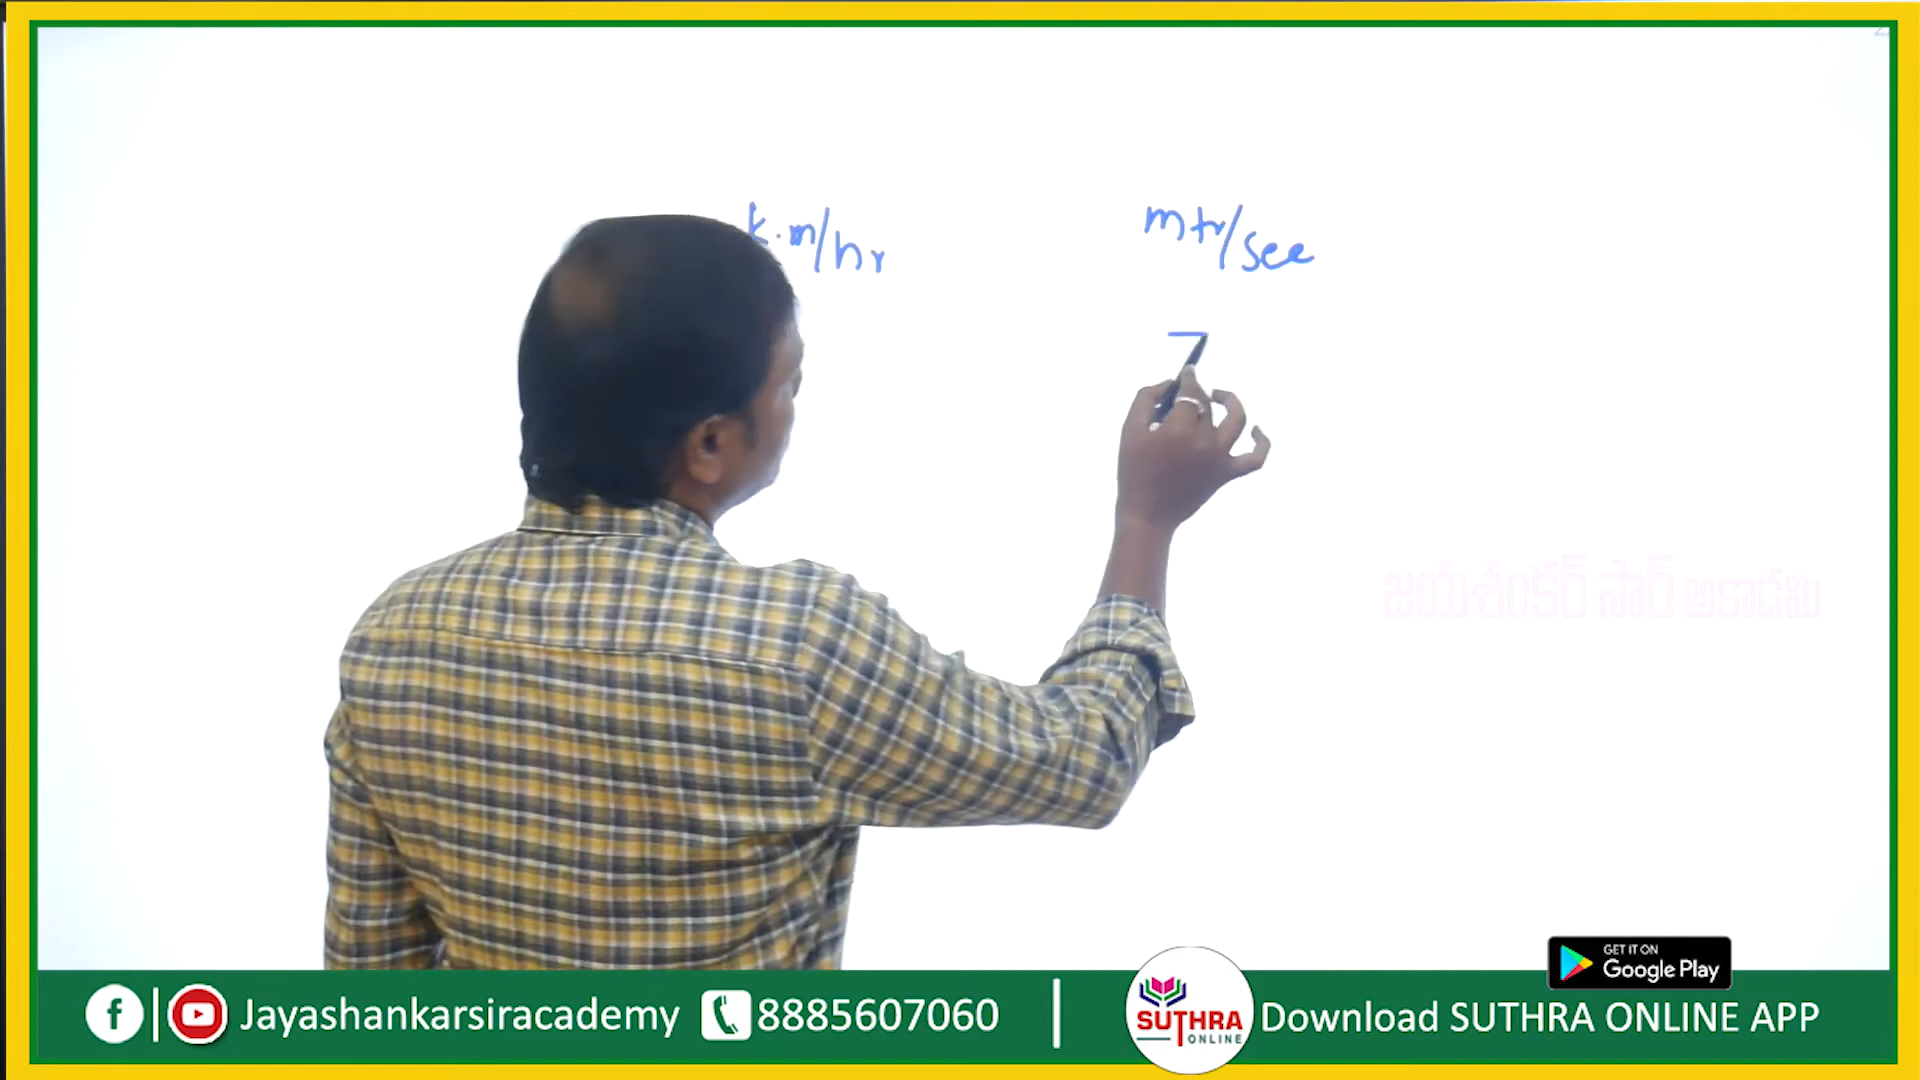 k.m/hr mtr/sec
7
జయశంకర్ సార్ అకాడమి
GET IT ON
Google Play
f Jayashankarsiracademy 8885607060 SUTHRA ONLINE Download SUTHRA ONLINE APP